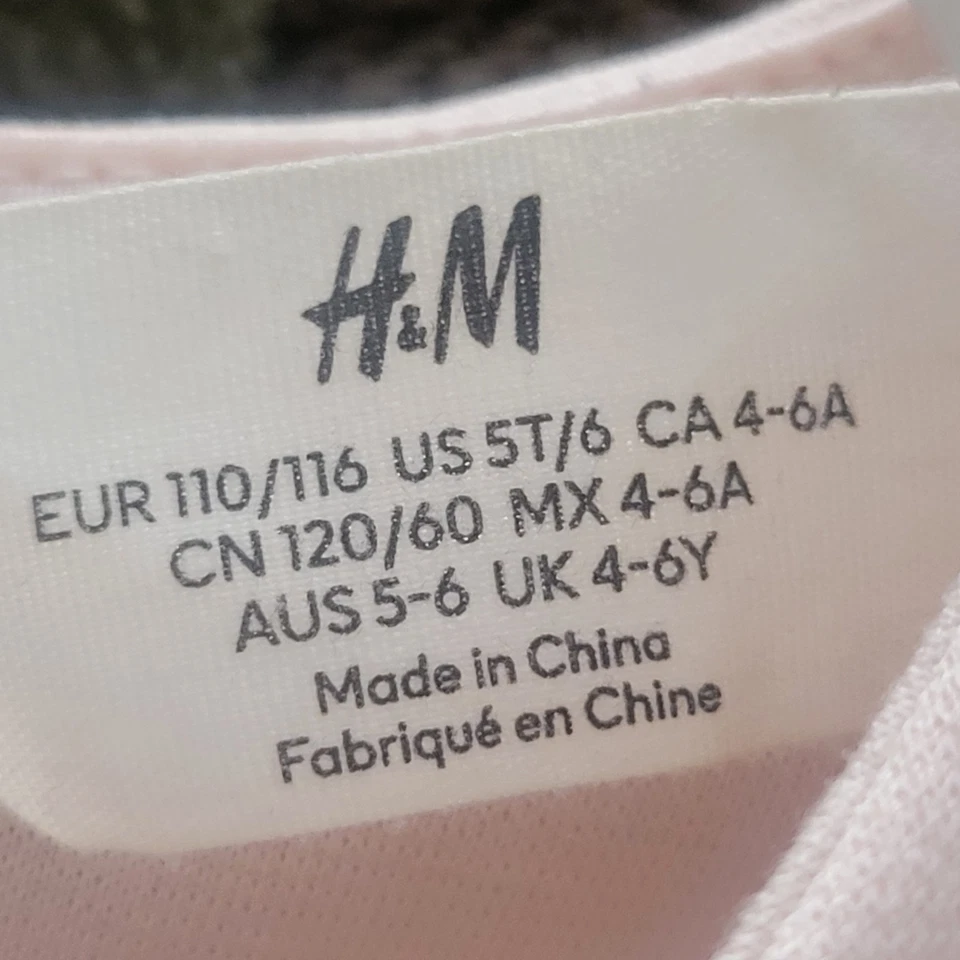 H&M
EUR 110/116 US 5T/6 CA 4-6A
CN 120/60 MX 4-6A
AUS 5-6 UK 4-6Y
Made in China
Fabriqué en Chine